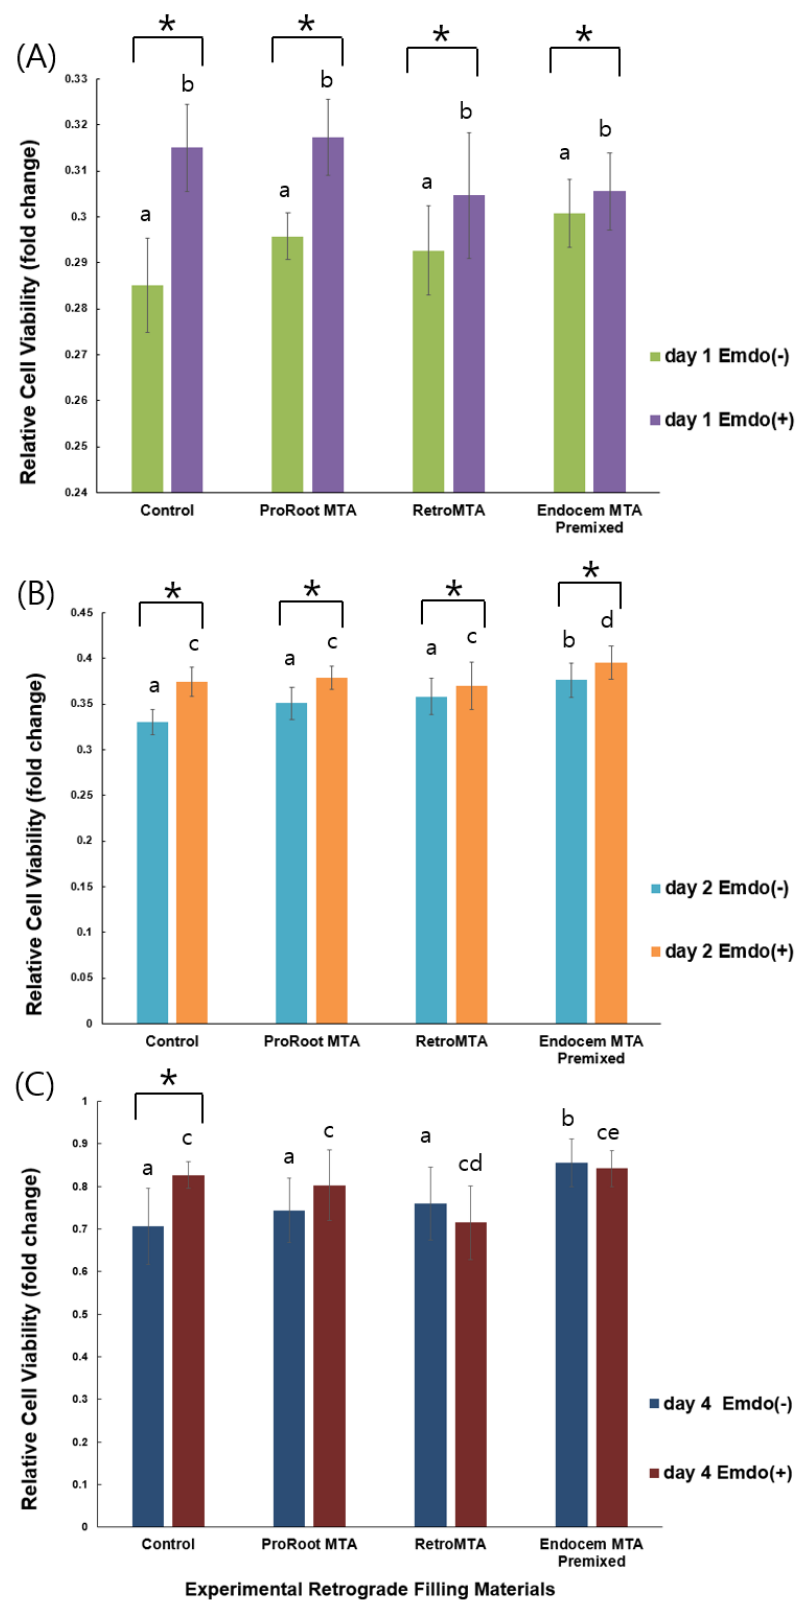 (A)
* * * *
Relative Cell Viability (fold change)
0.33
0.32
0.31
0.3
0.29
0.28
0.27
0.26
0.25
0.24
a b a b a b a b
day 1 Emdo(-)
day 1 Emdo(+)
Control ProRoot MTA RetroMTA Endocem MTA
Premixed
(B)
* * * *
Relative Cell Viability (fold change)
0.45
0.4
0.35
0.3
0.25
0.2
0.15
0.1
0.05
0
a c a c a c b d
day 2 Emdo(-)
day 2 Emdo(+)
Control ProRoot MTA RetroMTA Endocem MTA
Premixed
(C)
*
Relative Cell Viability (fold change)
1
0.9
0.8
0.7
0.6
0.5
0.4
0.3
0.2
0.1
0
a c a c a cd b ce
day 4 Emdo(-)
day 4 Emdo(+)
Control ProRoot MTA RetroMTA Endocem MTA
Premixed
Experimental Retrograde Filling Materials